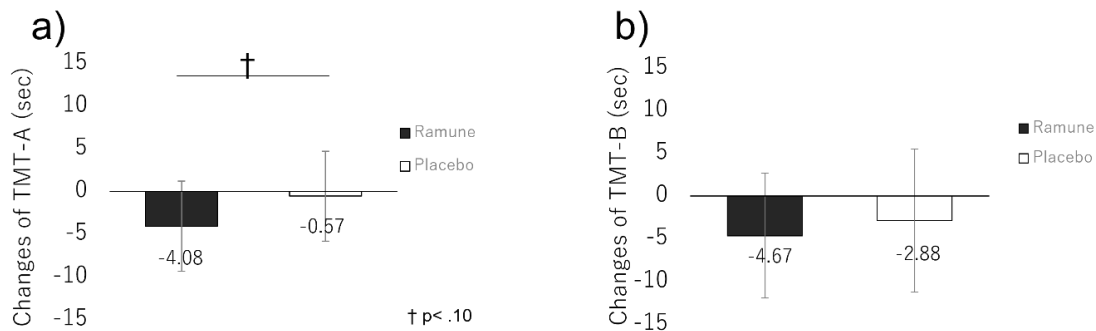 a)
Changes of TMT-A (sec)
15
10
5
0
-5
-10
-15
†
-4.08
-0.57
Ramune
Placebo
† p< .10
b)
Changes of TMT-B (sec)
15
10
5
0
-5
-10
-15
-4.67
-2.88
Ramune
Placebo